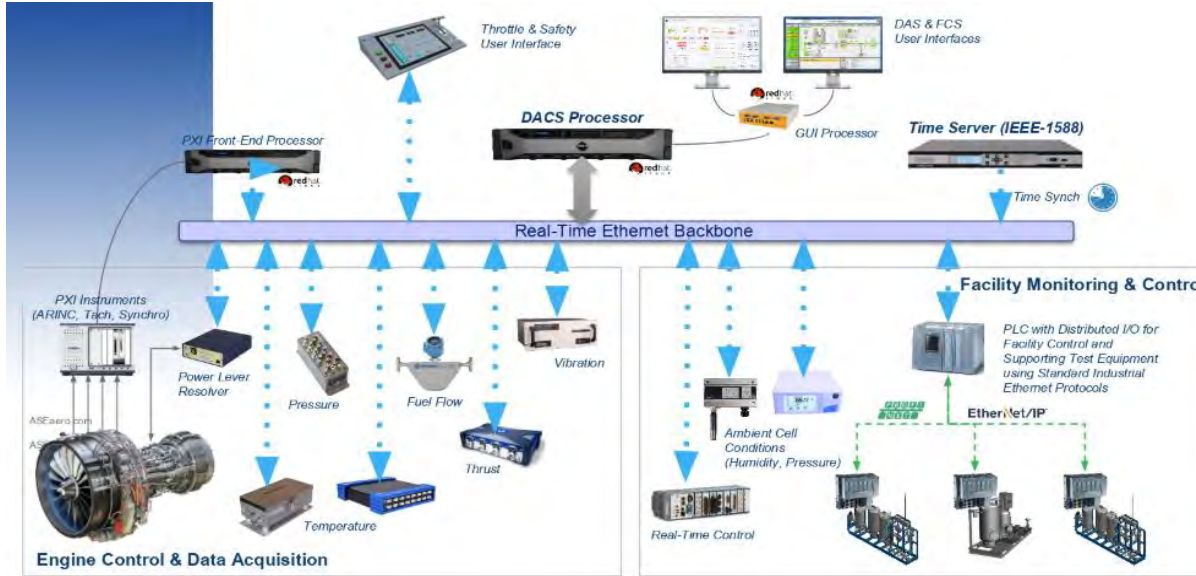 Throttle & Safety
User Interface
DAS & FCS
User Interfaces
redhat
DACS Processor
GUI Processor
Time Server (IEEE-1588)
PXI Front-End Processor
redhat
redhat
Time Synch
Real-Time Ethernet Backbone
PXI Instruments
(ARINC, Tach, Synchro)
Power Lever
Resolver
Pressure
Fuel Flow
Vibration
Thrust
Temperature
ASEaero.com
Engine Control & Data Acquisition
Facility Monitoring & Contro
PLC with Distributed I/O for
Facility Control and
Supporting Test Equipment
using Standard Industrial
Ethernet Protocols
EtherNet/IP
Ambient Cell
Conditions
(Humidity, Pressure)
Real-Time Control